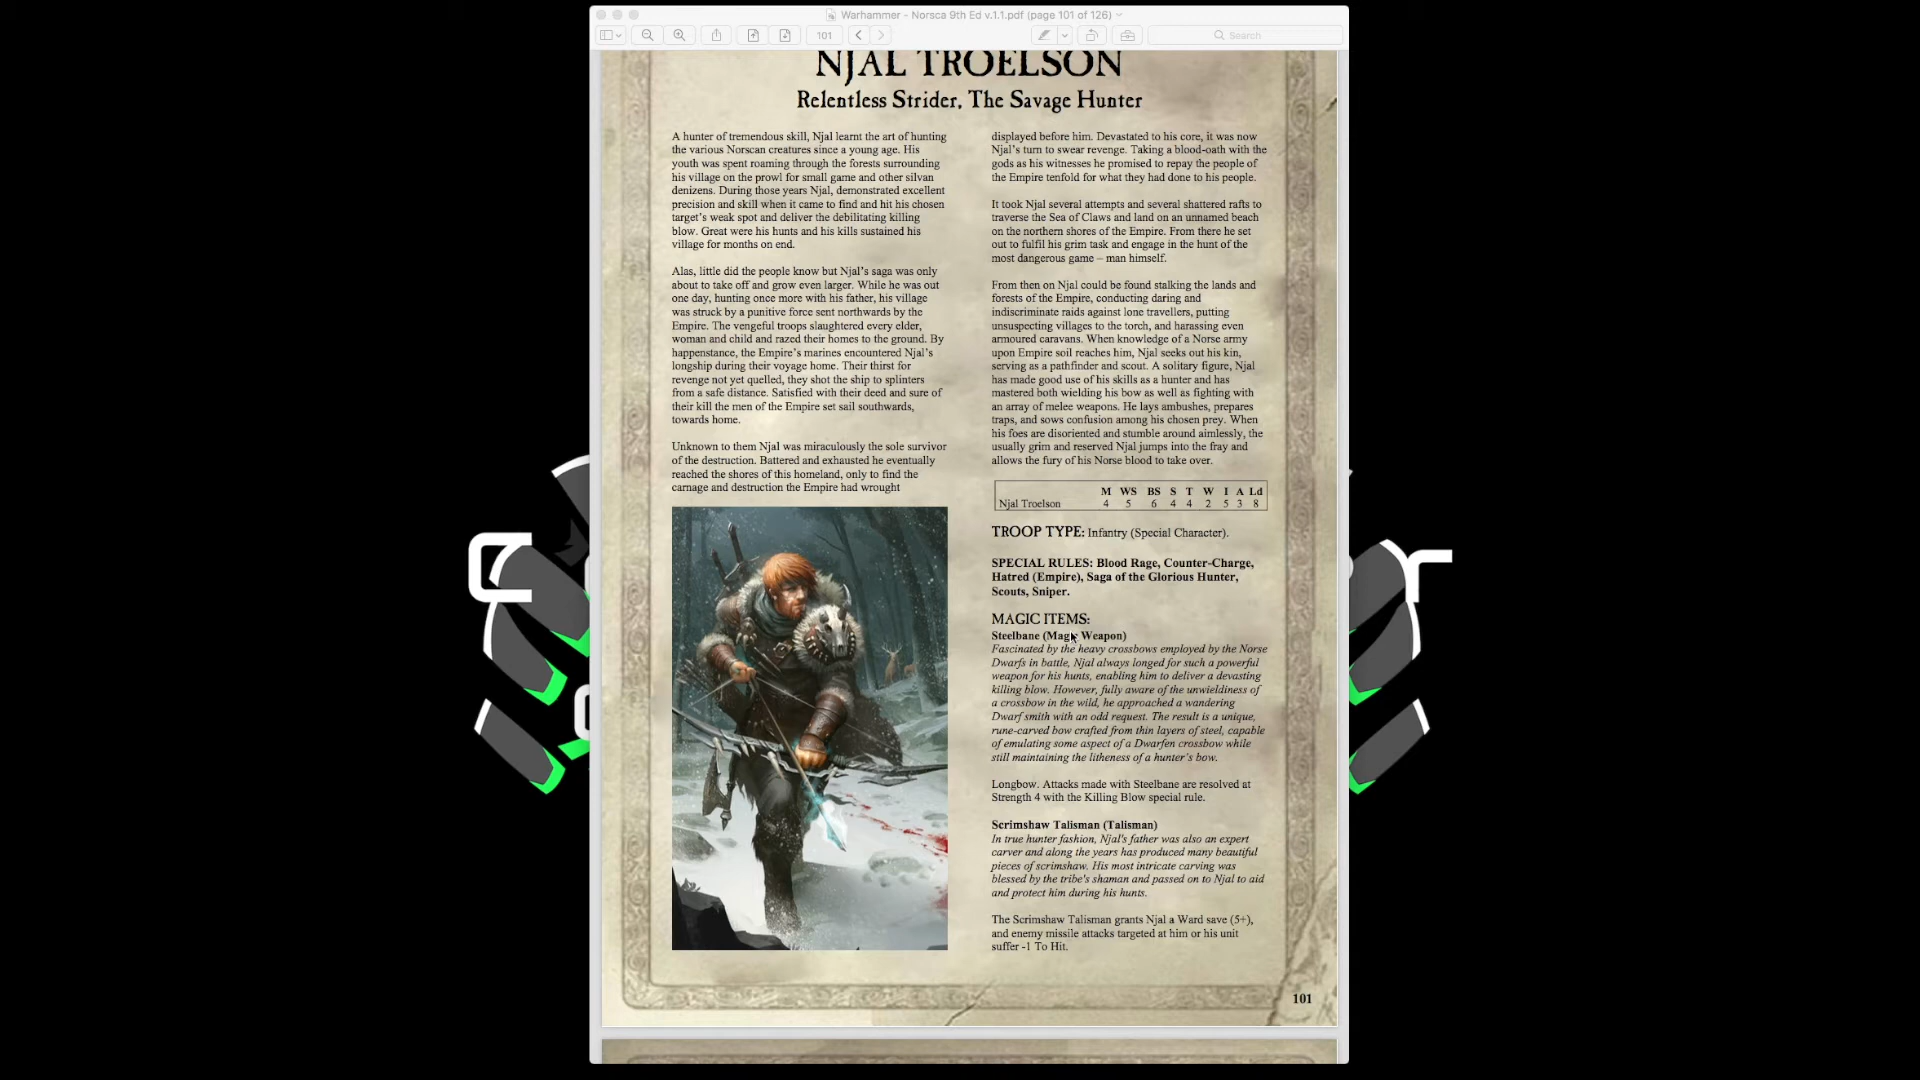 Warhammer - Norsca 9th Ed v.1.1.pdf (page 101 of 126)
101
Search
NJAL TROELSON
Relentless Strider, The Savage Hunter
A hunter of tremendous skill, Njal learnt the art of hunting
the various Norscan creatures since a young age. His
youth was spent roaming through the forests surrounding
his village on the prowl for small game and other silvan
denizens. During those years Njal, demonstrated excellent
precision and skill when it came to find and hit his chosen
target's weak spot and deliver the debilitating killing
blow. Great were his hunts and his kills sustained his
village for months on end.
Alas, little did the people know but Njal's saga was only
about to take off and grow even larger. While he was out
one day, hunting once more with his father, his village
was struck by a punitive force sent northwards by the
Empire. The vengeful troops slaughtered every elder,
woman and child and razed their homes to the ground. By
happenstance, the Empire's marines encountered Njal's
longship during their voyage home. Their thirst for
revenge not yet quelled, they shot the ship to splinters
from a safe distance. Satisfied with their deed and sure of
their kill the men of the Empire set sail southwards,
towards home.
Unknown to them Njal was miraculously the sole survivor
of the destruction. Battered and exhausted he eventually
reached the shores of this homeland, only to find the
carnage and destruction the Empire had wrought
displayed before him. Devastated to his core, it was now
Njal's turn to swear revenge. Taking a blood-oath with the
gods as his witnesses he promised to repay the people of
the Empire tenfold for what they had done to his people.
It took Njal several attempts and several shattered rafts to
traverse the Sea of Claws and land on an unnamed beach
on the northern shores of the Empire. From there he set
out to fulfil his grim task and engage in the hunt of the
most dangerous game – man himself.
From then on Njal could be found stalking the lands and
forests of the Empire, conducting daring and
indiscriminate raids against lone travellers, putting
unsuspecting villages to the torch, and harassing even
armoured caravans. When knowledge of a Norse army
upon Empire soil reaches him, Njal seeks out his kin,
serving as a pathfinder and scout. A solitary figure, Njal
has made good use of his skills as a hunter and has
mastered both wielding his bow as well as fighting with
an array of melee weapons. He lays ambushes, prepares
traps, and sows confusion among his chosen prey. When
his foes are disoriented and stumble around aimlessly, the
usually grim and reserved Njal jumps into the fray and
allows the fury of his Norse blood to take over.
M WS BS S T W I A Ld
Njal Troelson 4 5 6 4 4 2 5 3 8
TROOP TYPE: Infantry (Special Character).
SPECIAL RULES: Blood Rage, Counter-Charge,
Hatred (Empire), Saga of the Glorious Hunter,
Scouts, Sniper.
MAGIC ITEMS:
Steelbane (Magic Weapon)
Fascinated by the heavy crossbows employed by the Norse
Dwarfs in battle, Njal always longed for such a powerful
weapon for his hunts, enabling him to deliver a devasting
killing blow. However, fully aware of the unwieldiness of
a crossbow in the wild, he approached a wandering
Dwarf smith with an odd request. The result is a unique,
rune-carved bow crafted from thin layers of steel, capable
of emulating some aspect of a Dwarfen crossbow while
still maintaining the litheness of a hunter's bow.
Longbow. Attacks made with Steelbane are resolved at
Strength 4 with the Killing Blow special rule.
Scrimshaw Talisman (Talisman)
In true hunter fashion, Njal's father was also an expert
carver and along the years has produced many beautiful
pieces of scrimshaw. His most intricate carving was
blessed by the tribe's shaman and passed on to Njal to aid
and protect him during his hunts.
The Scrimshaw Talisman grants Njal a Ward save (5+),
and enemy missile attacks targeted at him or his unit
suffer -1 To Hit.
101